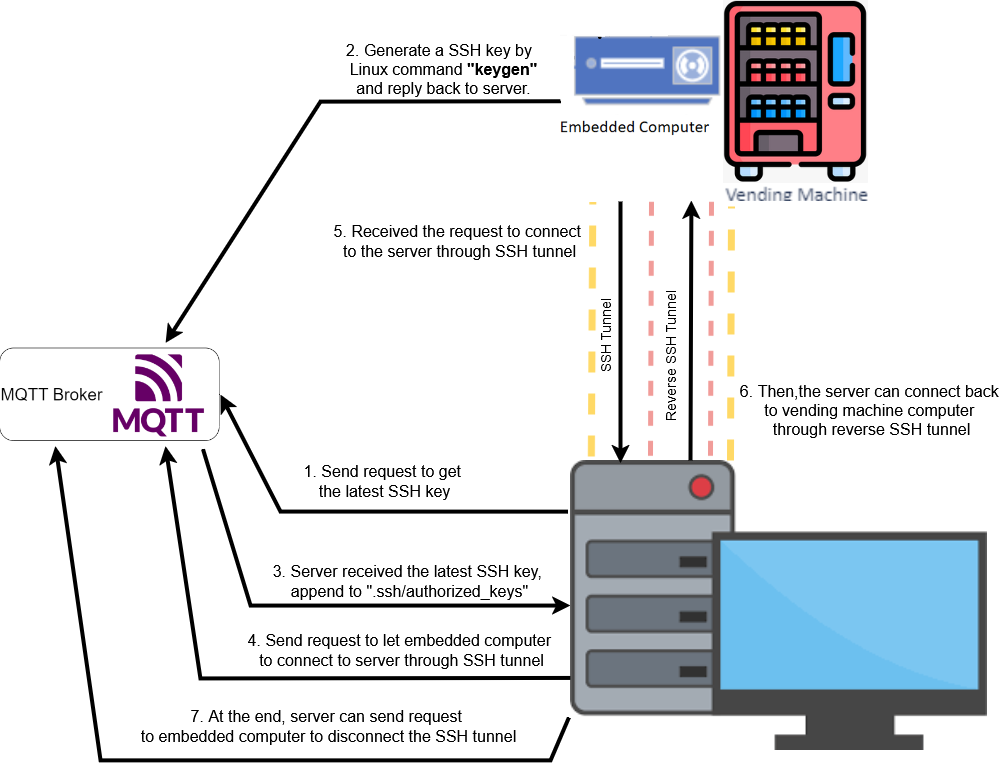 2. Generate a SSH key by
Linux command "keygen"
and reply back to server.
Embedded Computer
Vending Machine
5. Received the request to connect
to the server through SSH tunnel
SSH Tunnel
Reverse SSH Tunnel
MQTT Broker
MQTT
6. Then,the server can connect back
to vending machine computer
through reverse SSH tunnel
1. Send request to get
the latest SSH key
3. Server received the latest SSH key,
append to ".ssh/authorized_keys"
4. Send request to let embedded computer
to connect to server through SSH tunnel
7. At the end, server can send request
to embedded computer to disconnect the SSH tunnel